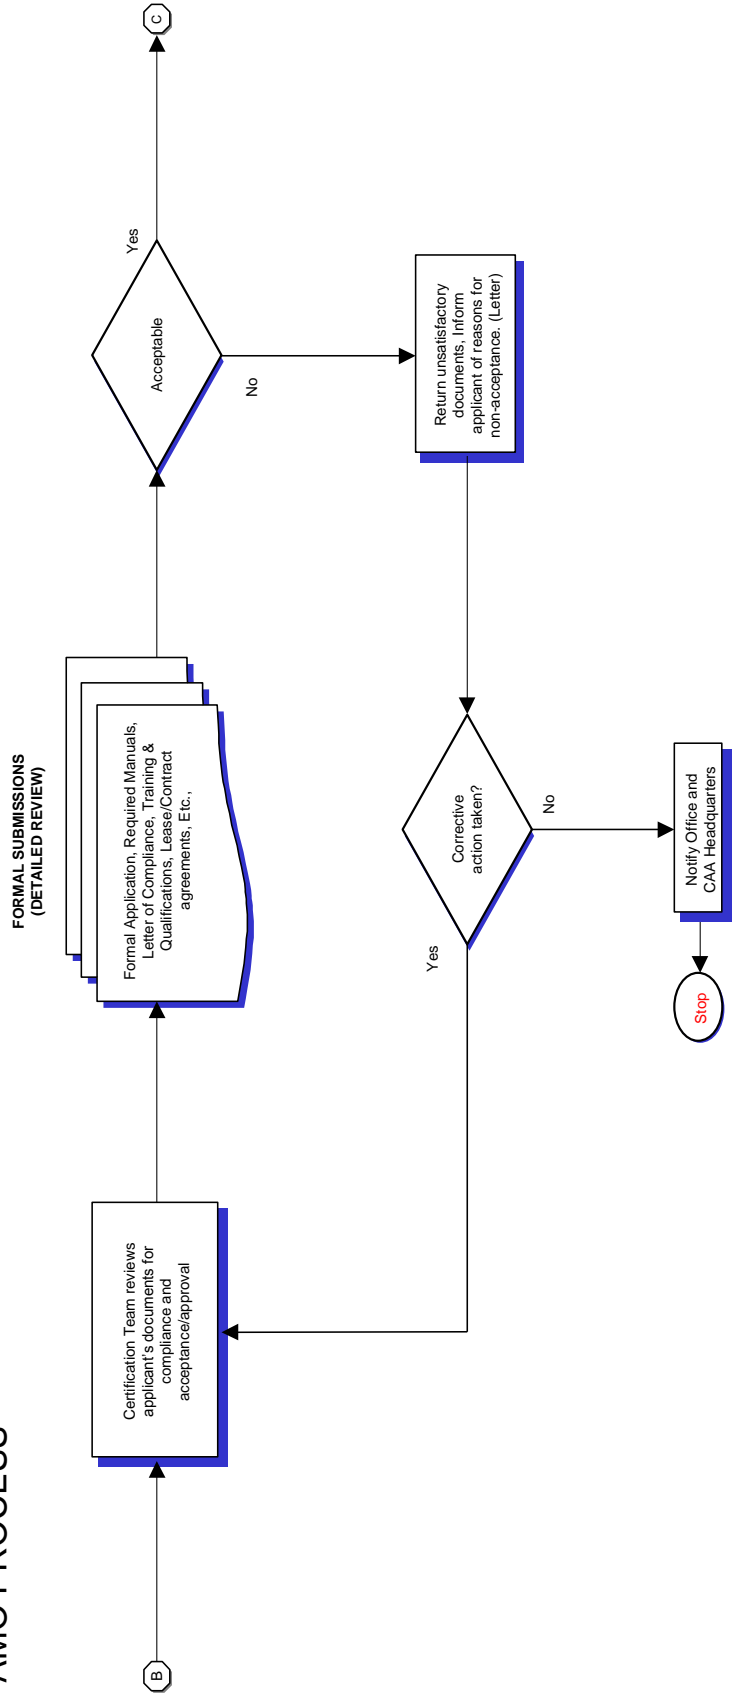 AMO PROCESS
FORMAL SUBMISSIONS
(DETAILED REVIEW)
B
Certification Team reviews
applicant's documents for
compliance and
acceptance/approval
Formal Application, Required Manuals,
Letter of Compliance, Training &
Qualifications, Lease/Contract
agreements, Etc.,
Acceptable
Yes
C
No
Return unsatisfactory
documents, Inform
applicant of reasons for
non-acceptance. (Letter)
Corrective
action taken?
Yes
No
Notify Office and
CAA Headquarters
Stop